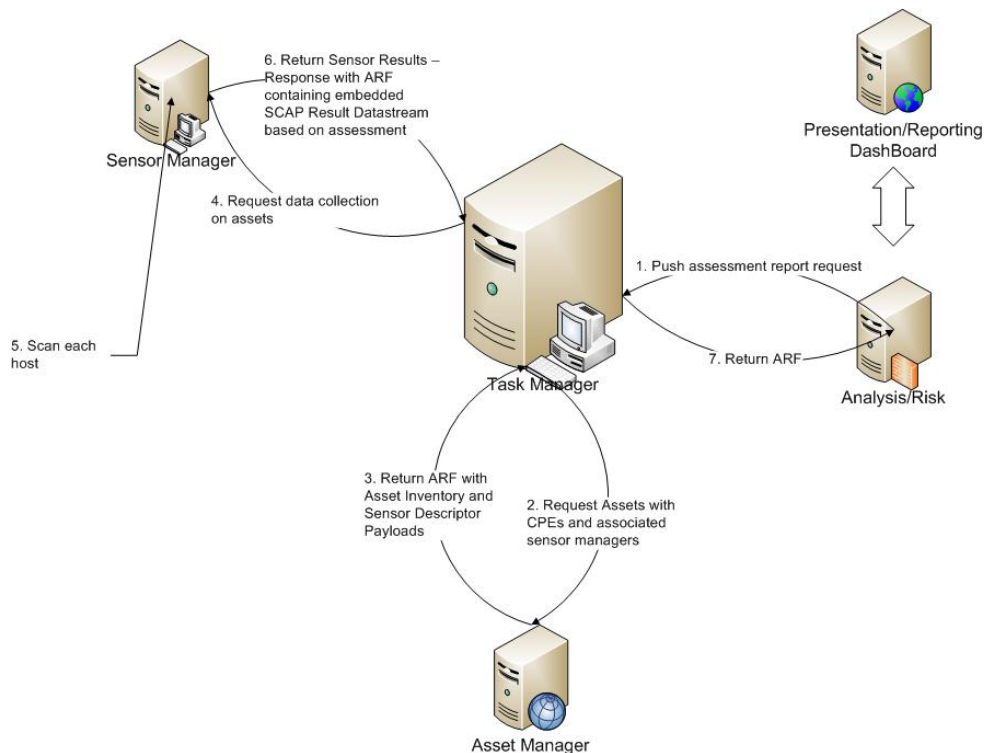 6. Return Sensor Results –
Response with ARF
containing embedded
SCAP Result Datastream
based on assessment
Sensor Manager
Presentation/Reporting
DashBoard
4. Request data collection
on assets
1. Push assessment report request
5. Scan each
host
7. Return ARF
Task Manager
Analysis/Risk
3. Return ARF with
Asset Inventory and
Sensor Descriptor
Payloads
2. Request Assets with
CPEs and associated
sensor managers
Asset Manager